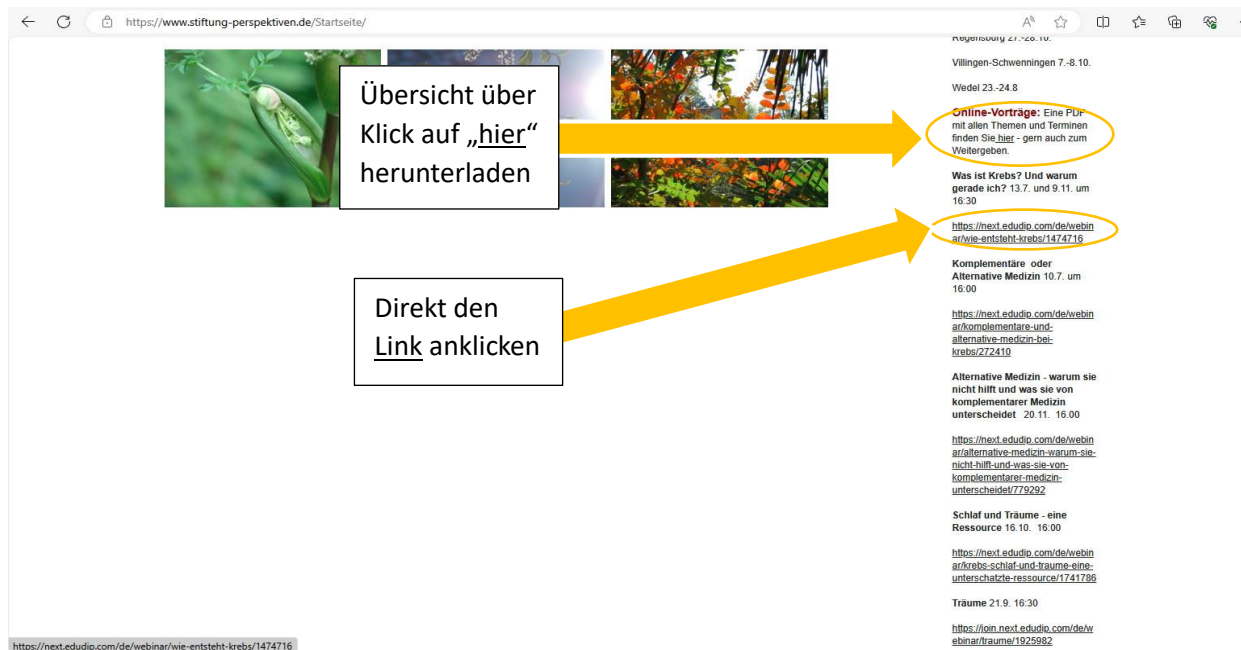 https://www.stiftung-perspektiven.de/Startseite/
Regensburg 27.-28.10.
Villingen-Schwenningen 7.-8.10.
Wedel 23.-24.8
Online-Vorträge: Eine PDF
mit allen Themen und Terminen
finden Sie hier - gern auch zum
Weitergeben.
Was ist Krebs? Und warum
gerade ich? 13.7. und 9.11. um
16:30
https://next.edudip.com/de/webin
ar/wie-entsteht-krebs/1474716
Komplementäre oder
Alternative Medizin 10.7. um
16:00
https://next.edudip.com/de/webin
ar/komplementare-und-
alternative-medizin-bei-
krebs/272410
Alternative Medizin - warum sie
nicht hilft und was sie von
komplementarer Medizin
unterscheidet 20.11. 16.00
https://next.edudip.com/de/webin
ar/alternative-medizin-warum-sie-
nicht-hilft-und-was-sie-von-
komplementarer-medizin-
unterscheidet/779292
Schlaf und Träume - eine
Ressource 16.10. 16:00
https://next.edudip.com/de/webin
ar/krebs-schlaf-und-traume-eine-
unterschatzte-ressource/1741786
Träume 21.9. 16:30
https://join.next.edudip.com/de/w
ebinar/traume/1925982
Übersicht über
Klick auf „hier“
herunterladen
Direkt den
Link anklicken
https://next.edudip.com/de/webinar/wie-entsteht-krebs/1474716